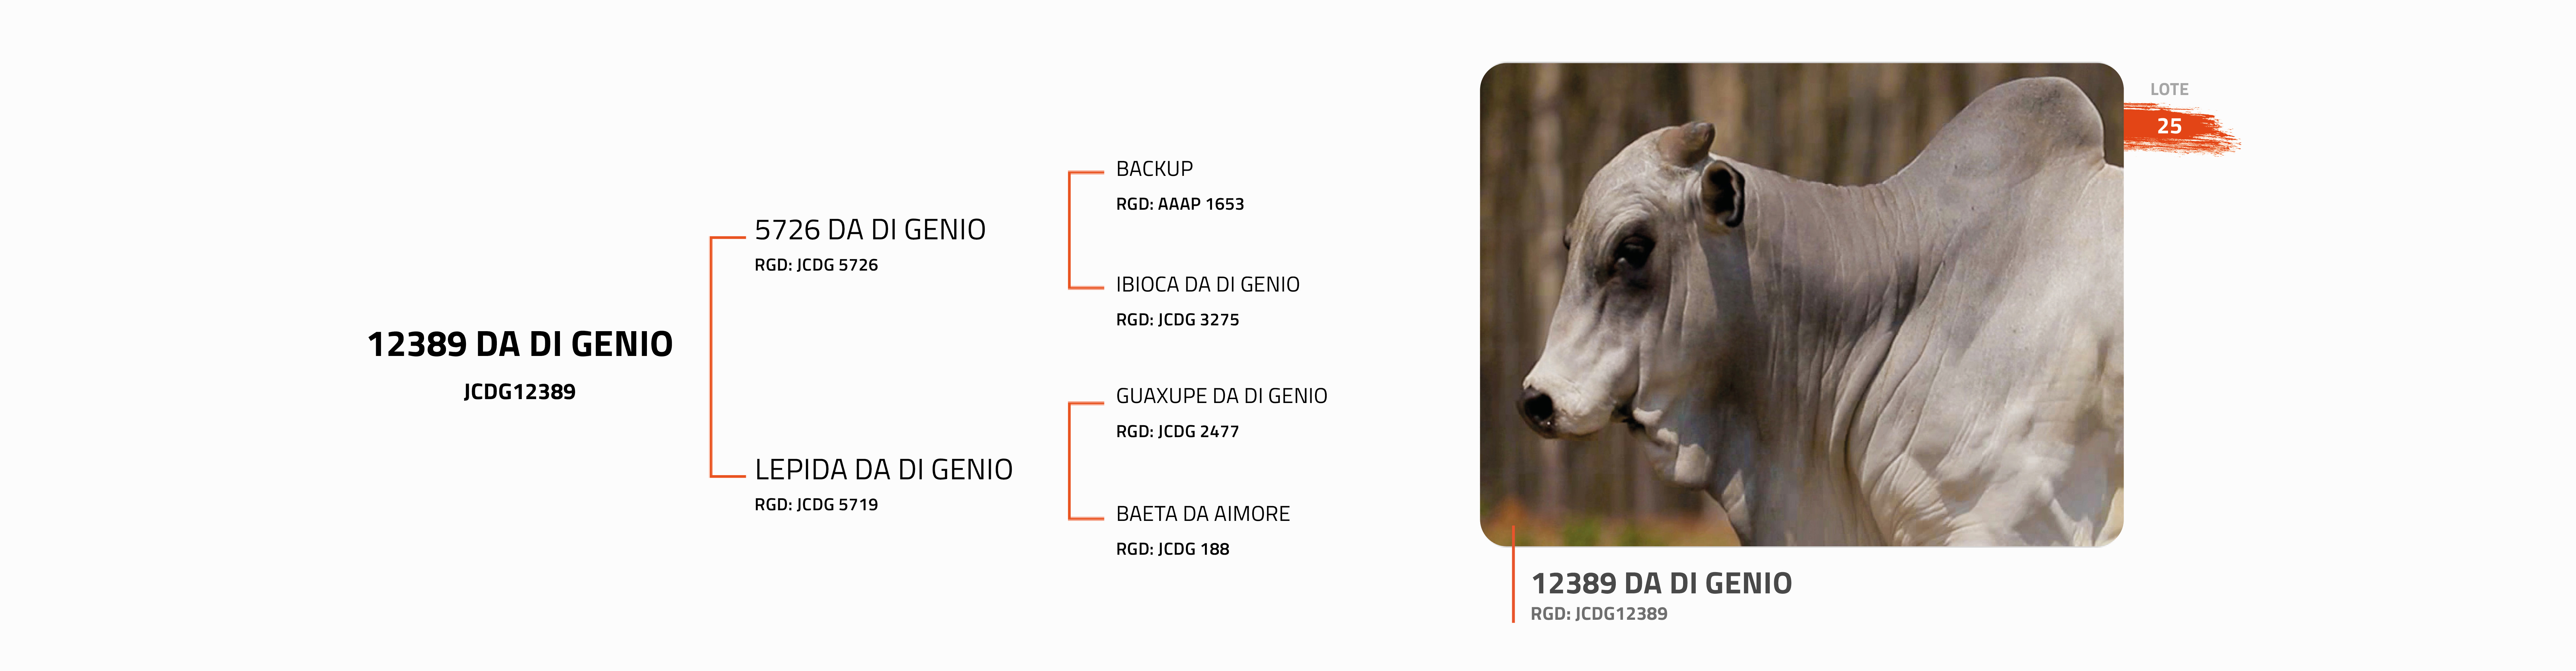 12389 DA DI GENIO
JCDG12389
5726 DA DI GENIO
RGD: JCDG 5726
LEPIDA DA DI GENIO
RGD: JCDG 5719
BACKUP
RGD: AAAP 1653
IBIOCA DA DI GENIO
RGD: JCDG 3275
GUAXUPE DA DI GENIO
RGD: JCDG 2477
BAETA DA AIMORE
RGD: JCDG 188
LOTE
25
12389 DA DI GENIO
RGD: JCDG12389